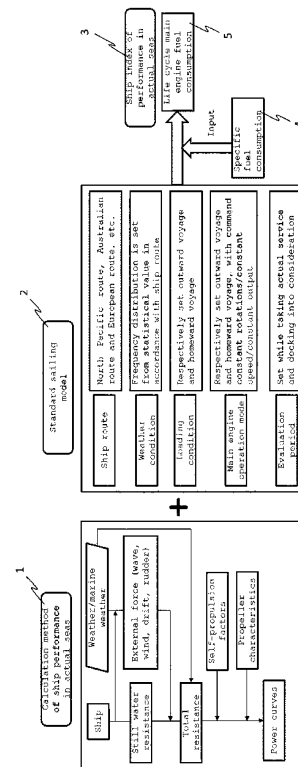 1
Calculation method
of ship performance
in actual seas
Ship
Weather/marine
weather
Still water
resistance
External force (wave,
wind, drift, rudder)
Total
resistance
Self-propulsion
factors
Propeller
characteristics
Power curves
+
2
Standard sailing
model
Ship route
North Pacific route, Australian
route and European route, etc.
Weather
condition
Frequency distribution is set
from statistical value in
accordance with ship route
Loading
condition
Respectively set outward voyage
and homeward voyage
Main engine
operation mode
Respectively set outward voyage
and homeward voyage, with command
constant rotations/constant
speed/constant output
Evaluation
period
Set while taking actual service
and docking into consideration
3
Ship index of
performance in
actual seas
5
Life cycle main
engine fuel
consumption
Input
Specific
fuel
consumption
4